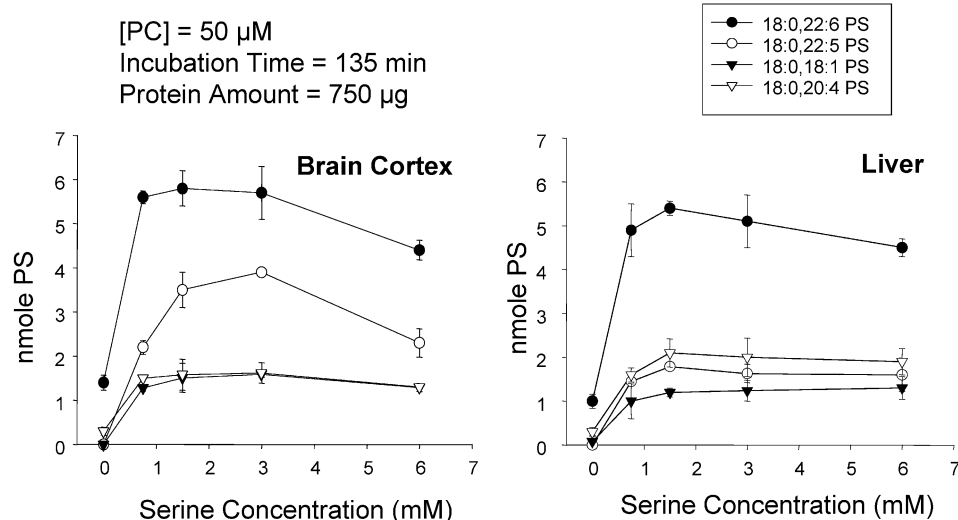 [PC] = 50 µM
Incubation Time = 135 min
Protein Amount = 750 µg
18:0,22:6 PS
18:0,22:5 PS
18:0,18:1 PS
18:0,20:4 PS
Brain Cortex
nmole PS
7
6
5
4
3
2
1
0
0 1 2 3 4 5 6 7
Serine Concentration (mM)
Liver
nmole PS
7
6
5
4
3
2
1
0
0 1 2 3 4 5 6 7
Serine Concentration (mM)